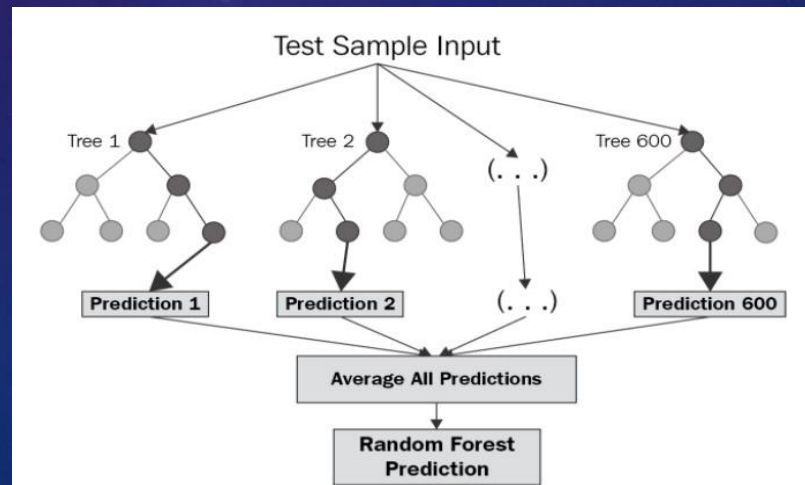 Test Sample Input
Tree 1
Tree 2
(. . .)
Tree 600
Prediction 1
Prediction 2
(. . .)
Prediction 600
Average All Predictions
Random Forest
Prediction